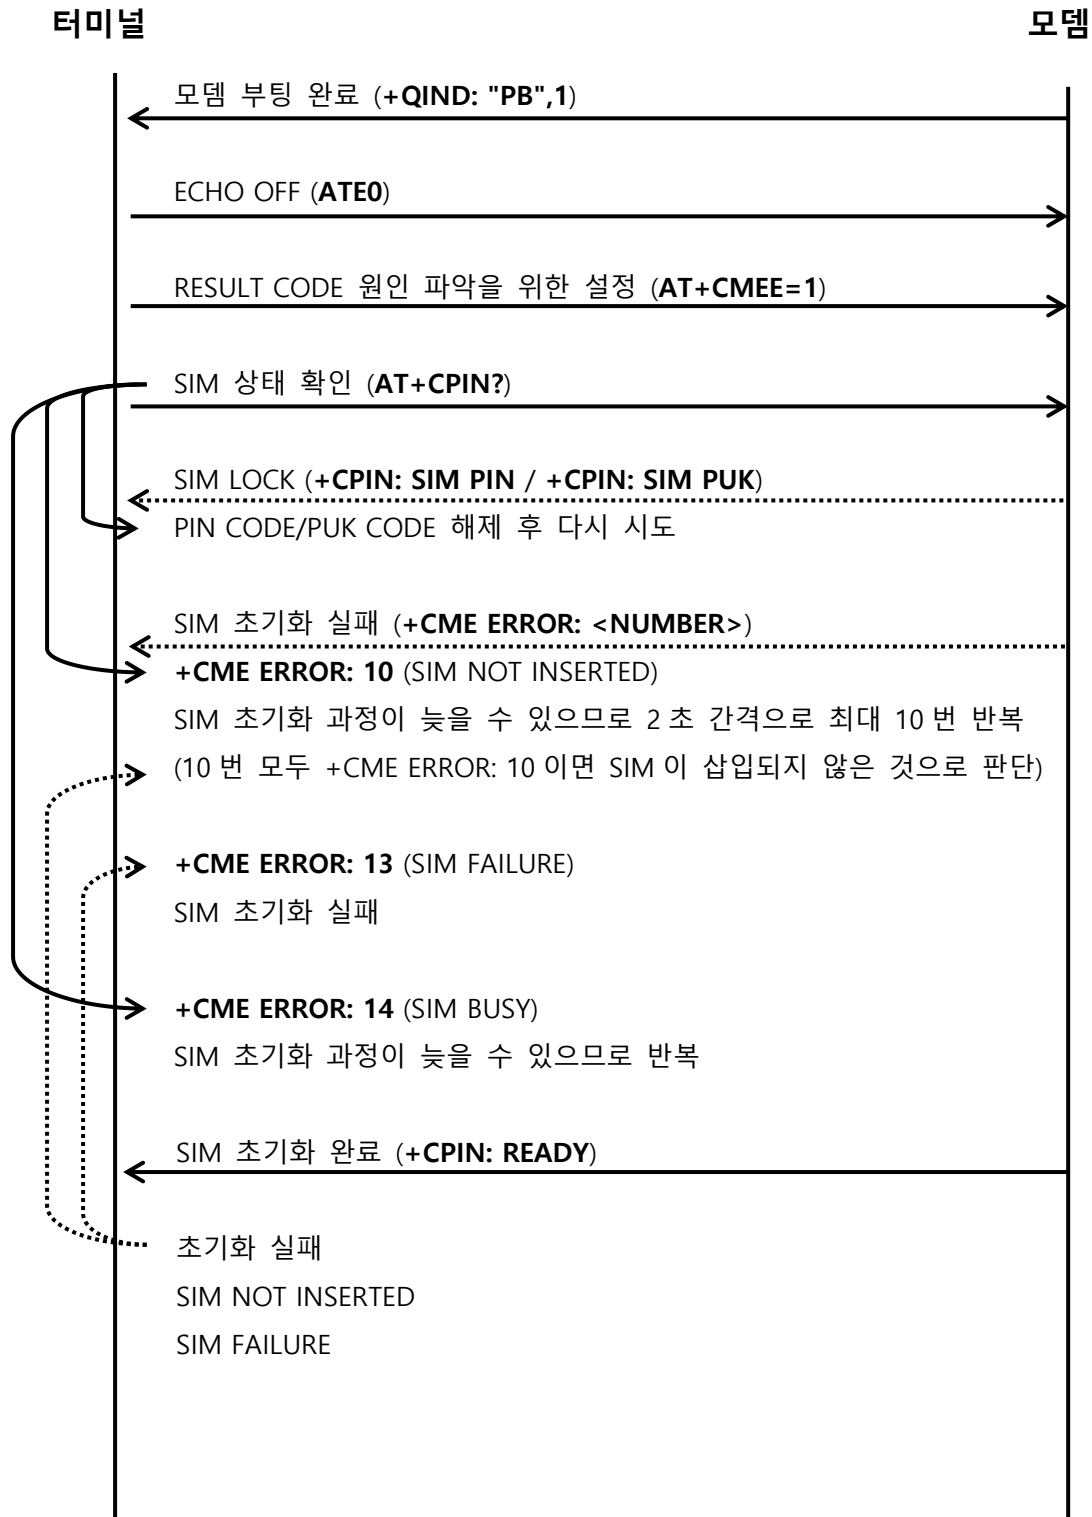 터미널 모뎀
모뎀 부팅 완료 (+QIND: "PB",1)
ECHO OFF (ATE0)
RESULT CODE 원인 파악을 위한 설정 (AT+CMEE=1)
SIM 상태 확인 (AT+CPIN?)
SIM LOCK (+CPIN: SIM PIN / +CPIN: SIM PUK)
PIN CODE/PUK CODE 해제 후 다시 시도
SIM 초기화 실패 (+CME ERROR: <NUMBER>)
+CME ERROR: 10 (SIM NOT INSERTED)
SIM 초기화 과정이 늦을 수 있으므로 2 초 간격으로 최대 10 번 반복
(10 번 모두 +CME ERROR: 10 이면 SIM 이 삽입되지 않은 것으로 판단)
+CME ERROR: 13 (SIM FAILURE)
SIM 초기화 실패
+CME ERROR: 14 (SIM BUSY)
SIM 초기화 과정이 늦을 수 있으므로 반복
SIM 초기화 완료 (+CPIN: READY)
초기화 실패
SIM NOT INSERTED
SIM FAILURE